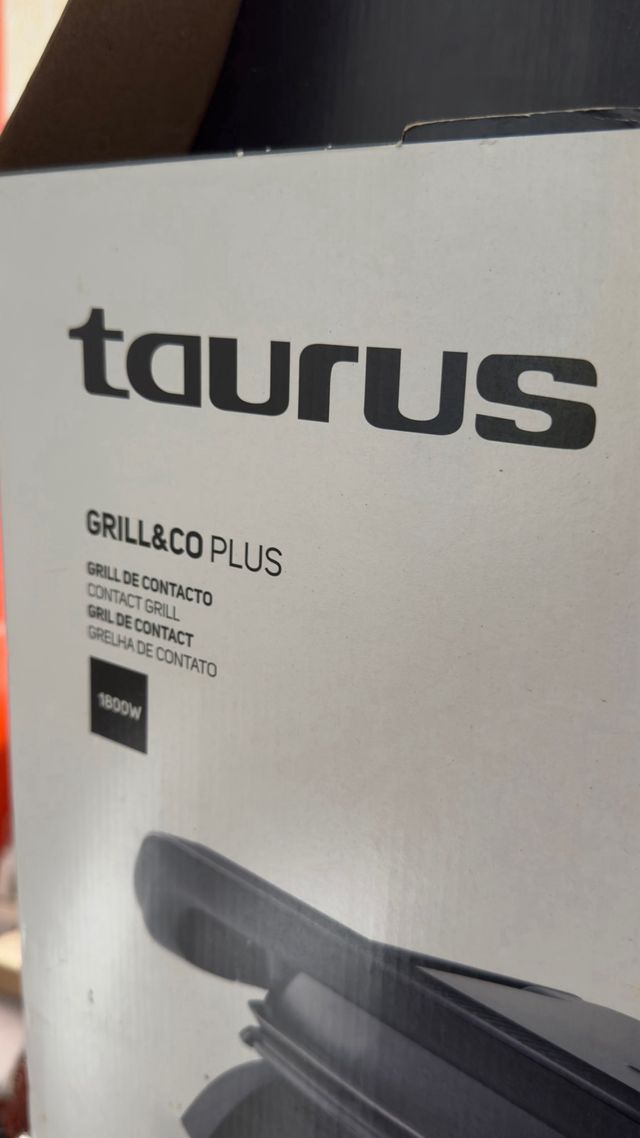 taurus
GRILL&CO PLUS
GRILL DE CONTACTO
CONTACT GRILL
GRIL DE CONTACT
GRELHA DE CONTATO
1800W